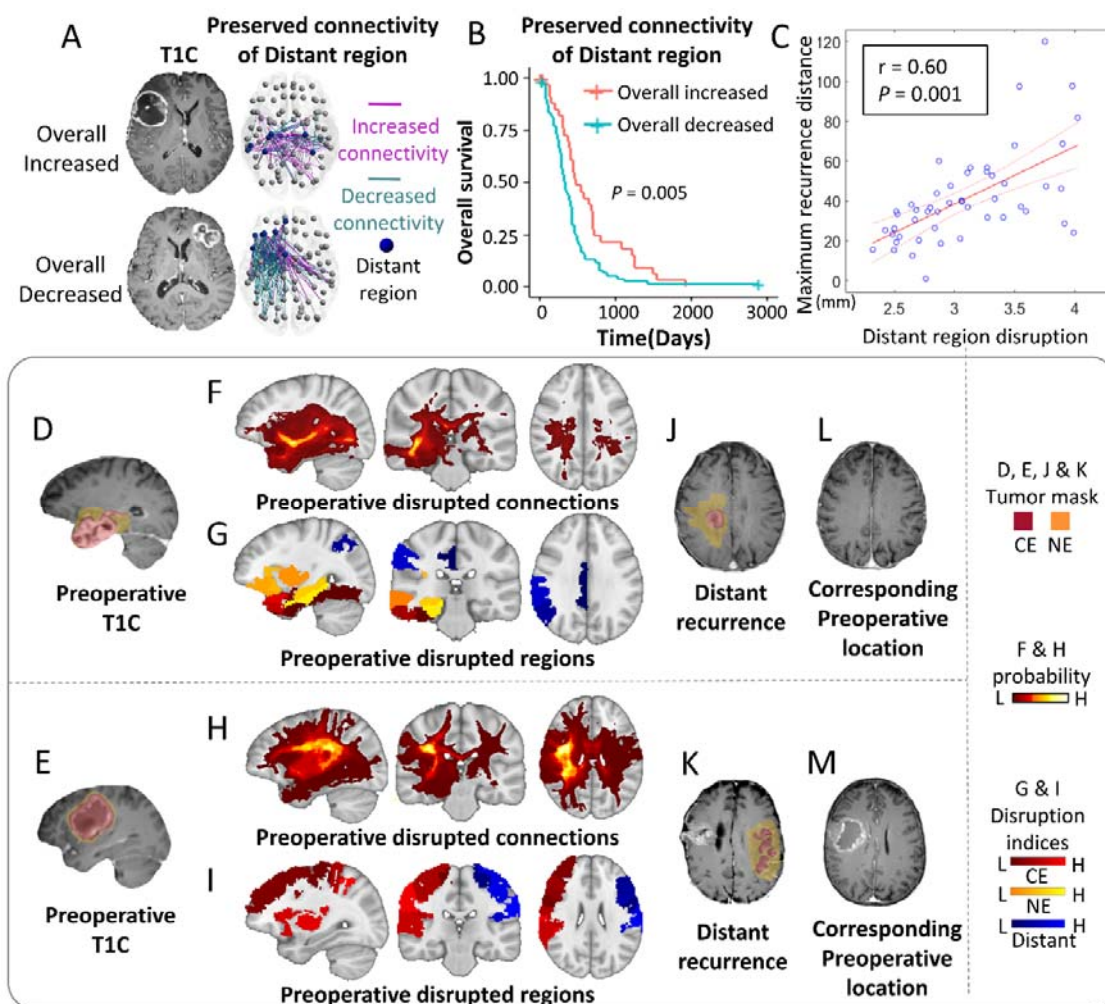 A
T1C
Preserved connectivity
of Distant region
Overall
Increased
Overall
Decreased
Increased
connectivity
Decreased
connectivity
Distant
region
B
Preserved connectivity
of Distant region
Overall survival
1.00
0.75
0.50
0.25
0.00
Overall increased
Overall decreased
P = 0.005
0
1000
2000
3000
Time(Days)
C
Maximum recurrence distance
(mm)
120
100
80
60
40
20
0
r = 0.60
P = 0.001
2.5
3
3.5
4
Distant region disruption
D
Preoperative
T1C
F
Preoperative disrupted connections
G
Preoperative disrupted regions
J
Distant
recurrence
L
Corresponding
Preoperative
location
E
Preoperative
T1C
H
Preoperative disrupted connections
I
Preoperative disrupted regions
K
Distant
recurrence
M
Corresponding
Preoperative
location
D, E, J & K
Tumor mask
CE NE
F & H
probability
L H
G & I
Disruption
indices
L H
CE
L H
NE
L H
Distant